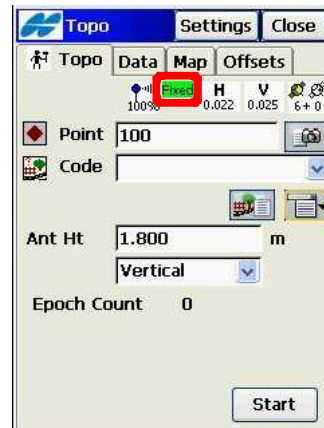 Topo Settings Close
Topo Data Map Offsets
Fixed H V
100% 0.022 0.025 6+0
Point 100
Code
Ant Ht 1.800 m
Vertical
Epoch Count 0
Start